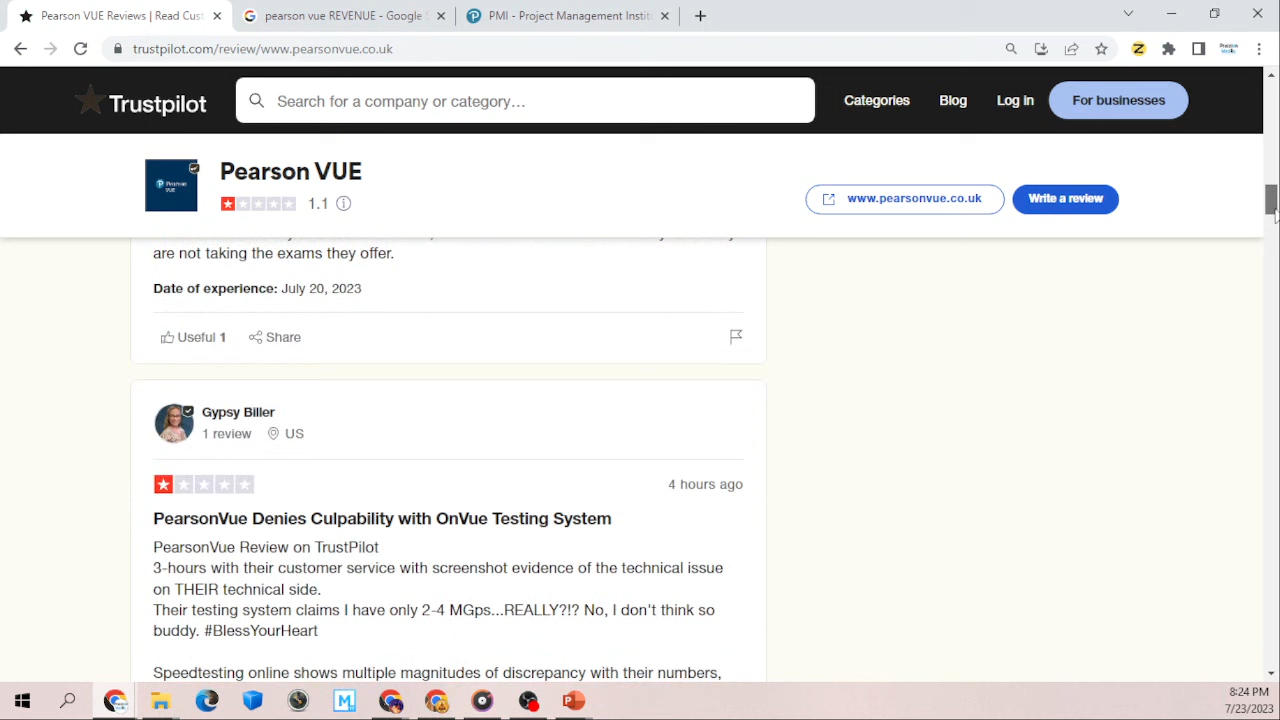 Pearson VUE Reviews | Read Cust
pearson vue REVENUE - Google S
PMI - Project Management Institu
trustpilot.com/review/www.pearsonvue.co.uk
Trustpilot
Search for a company or category…
Categories
Blog
Log in
For businesses
Pearson VUE
Pearson VUE
1.1
www.pearsonvue.co.uk
Write a review
are not taking the exams they offer.
Date of experience: July 20, 2023
Useful 1
Share
Gypsy Biller
1 review
US
4 hours ago
PearsonVue Denies Culpability with OnVue Testing System
PearsonVue Review on TrustPilot
3-hours with their customer service with screenshot evidence of the technical issue
on THEIR technical side.
Their testing system claims I have only 2-4 MGps...REALLY?!? No, I don't think so
buddy. #BlessYourHeart
Speedtesting online shows multiple magnitudes of discrepancy with their numbers,
8:24 PM
7/23/2023